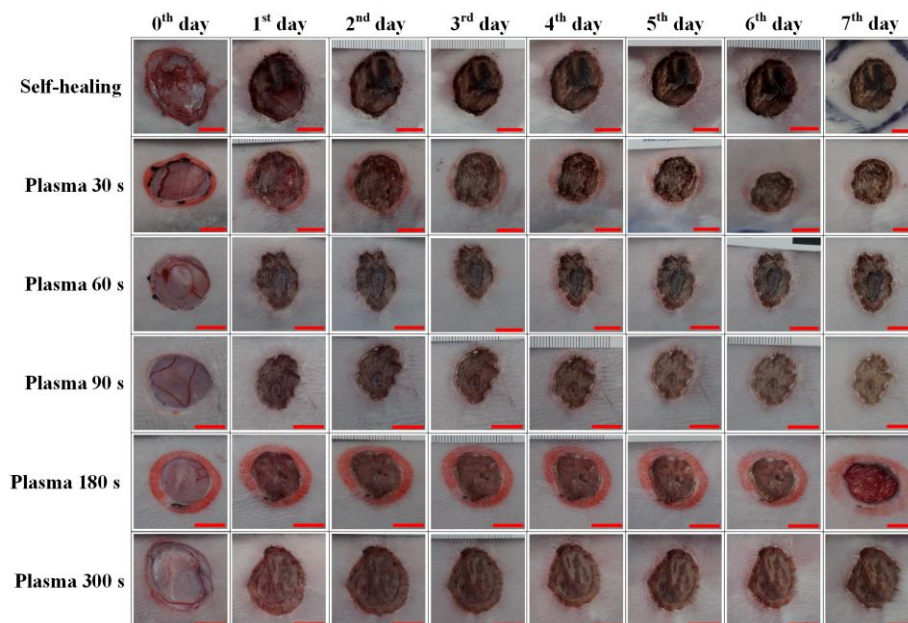 0th day 1st day 2nd day 3rd day 4th day 5th day 6th day 7th day
Self-healing
Plasma 30 s
Plasma 60 s
Plasma 90 s
Plasma 180 s
Plasma 300 s